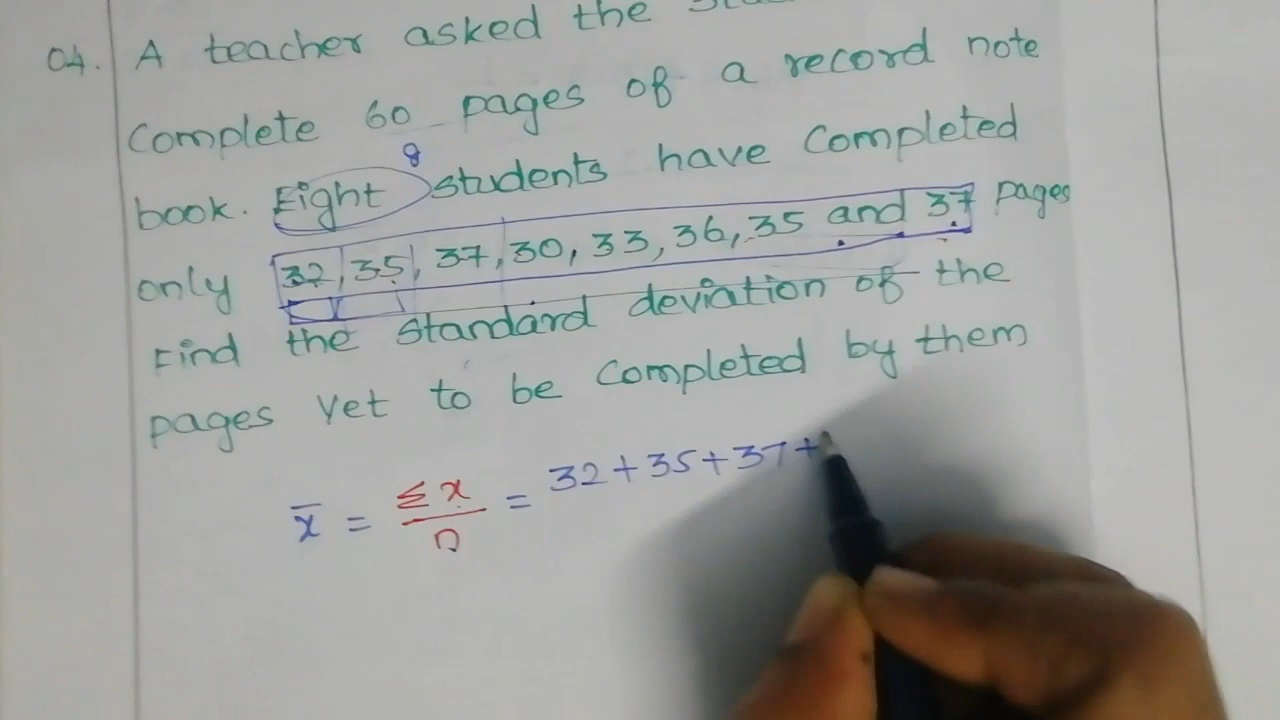 04. A teacher asked the
Complete 60 pages of a record note
8
book. Eight students have completed
only 32, 35, 37, 30, 33, 36, 35 and 37 pages
Find the standard deviation of the
pages yet to be completed by them
x̄ = Σx/n = 32+35+37+